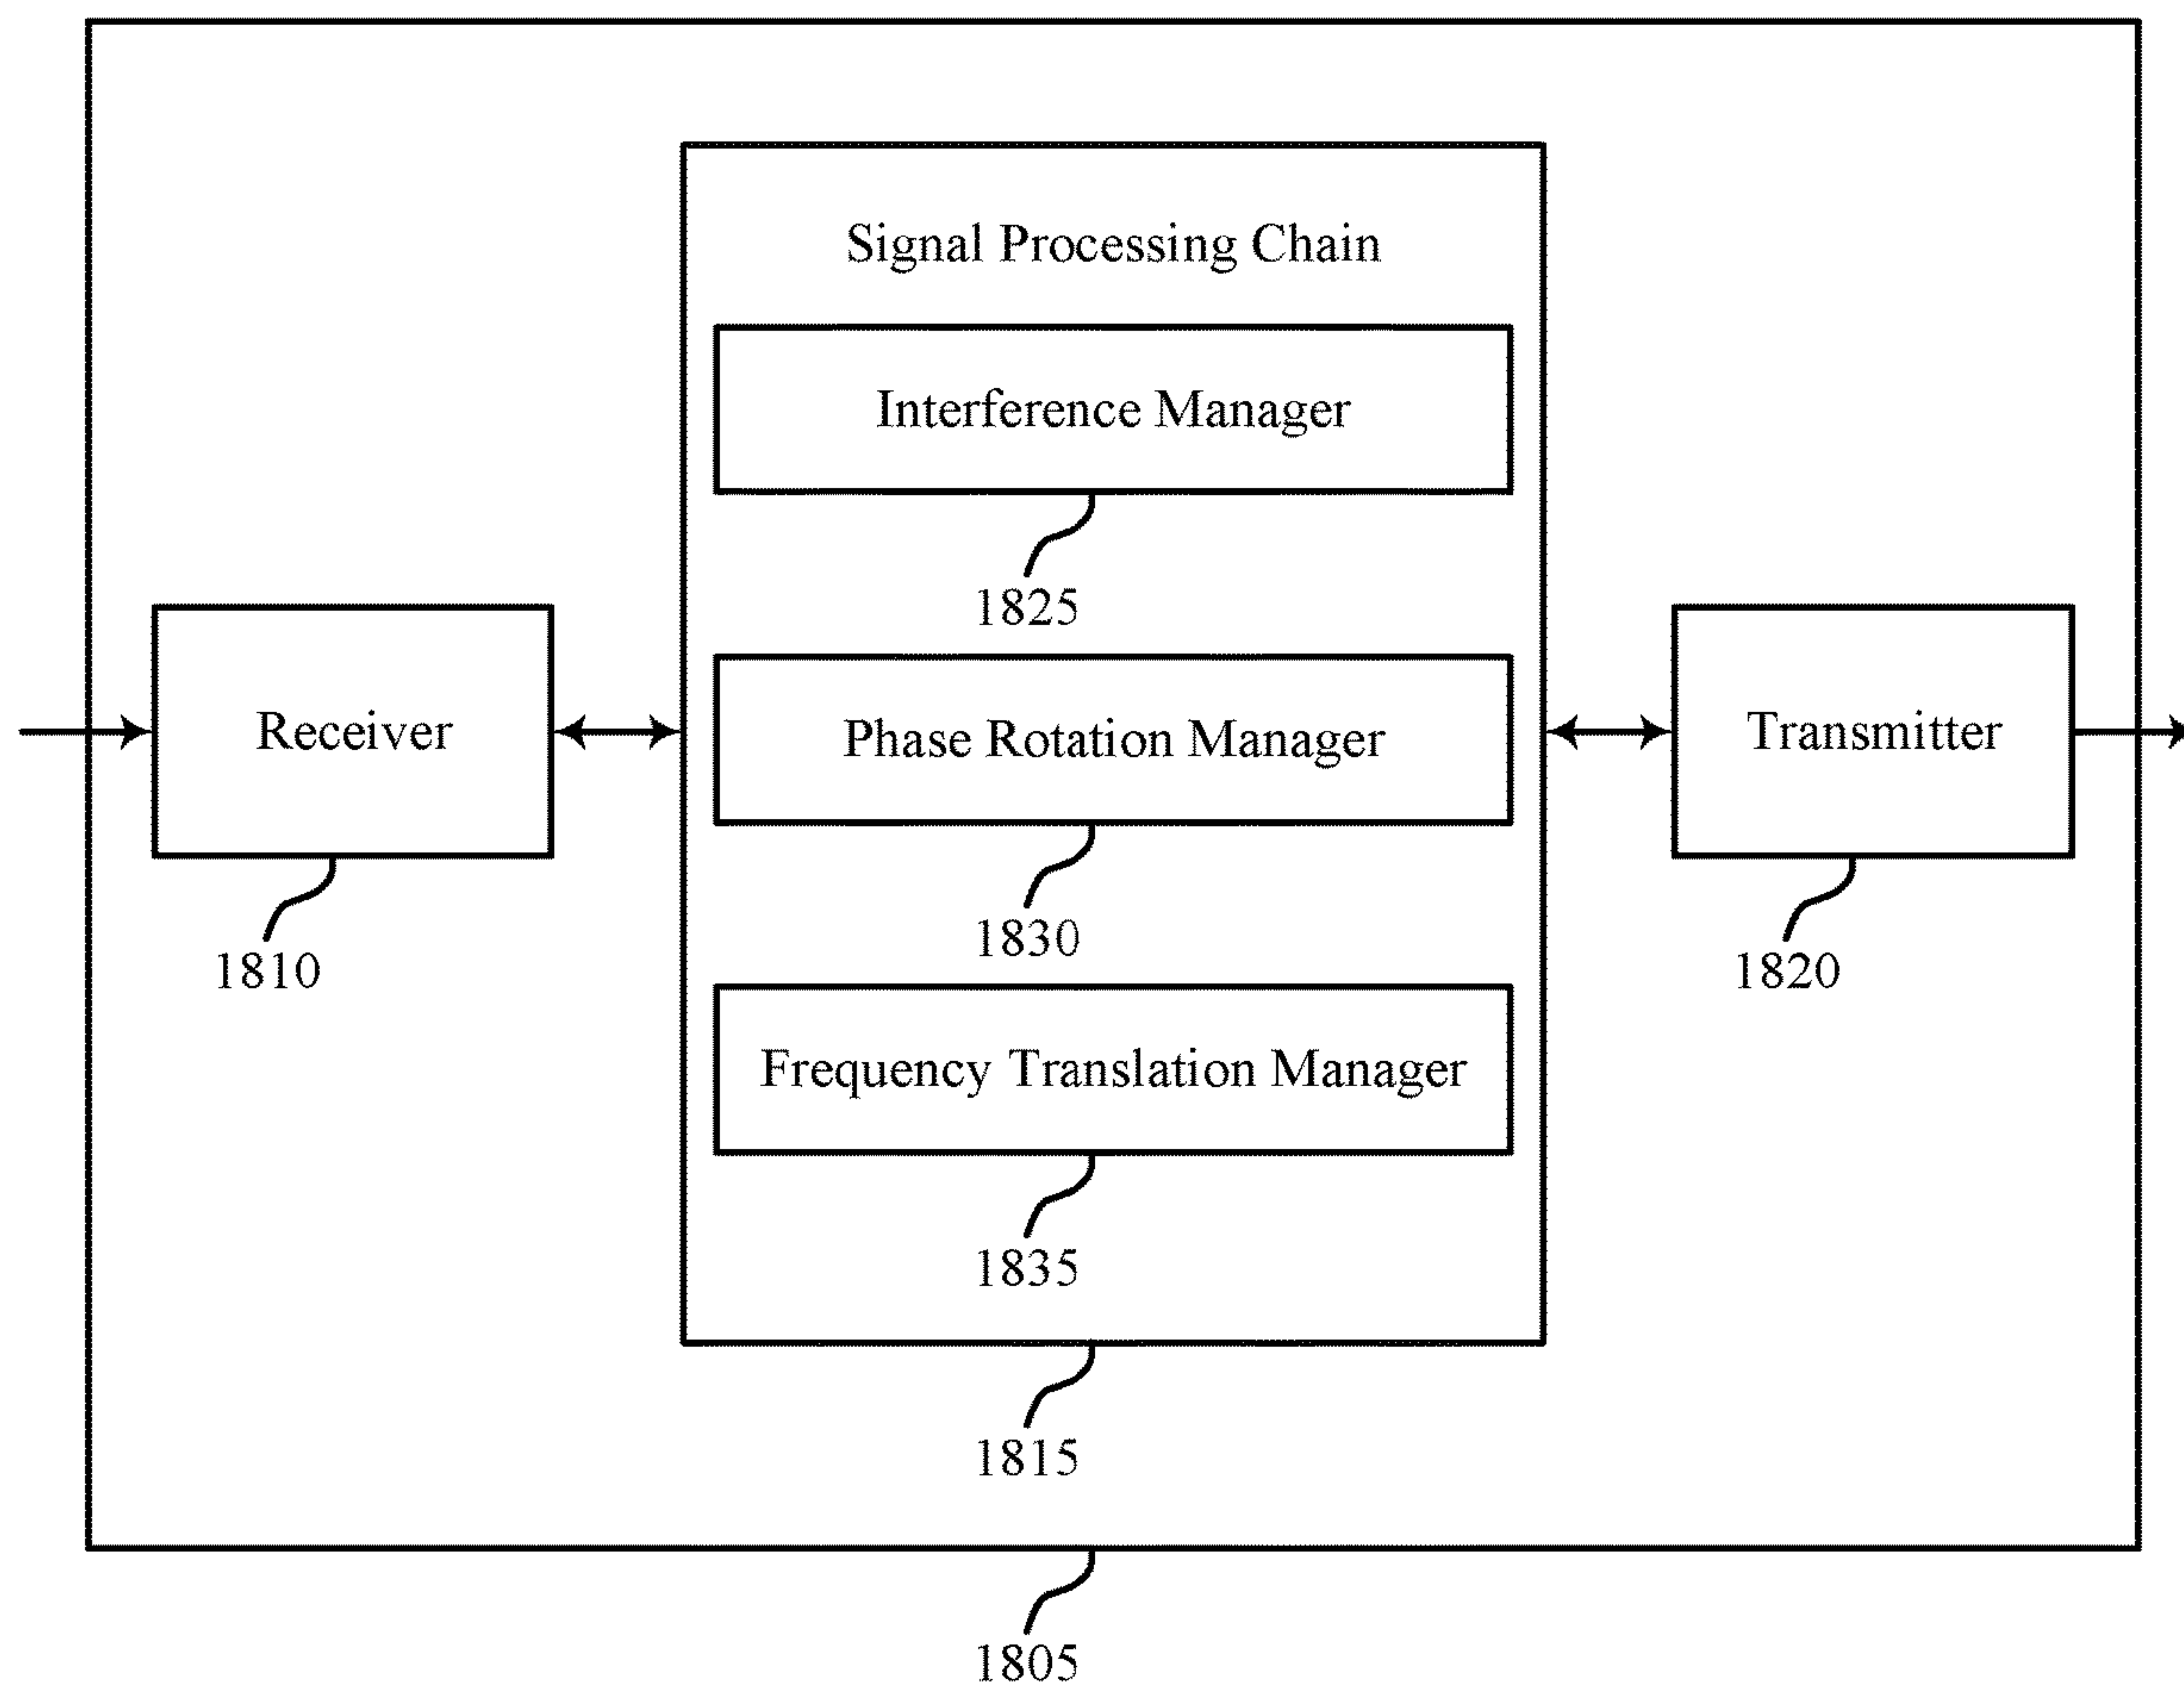 Signal Processing Chain
Interference Manager
1825
Receiver
1810
Phase Rotation Manager
1830
Transmitter
1820
Frequency Translation Manager
1835
1815
1805